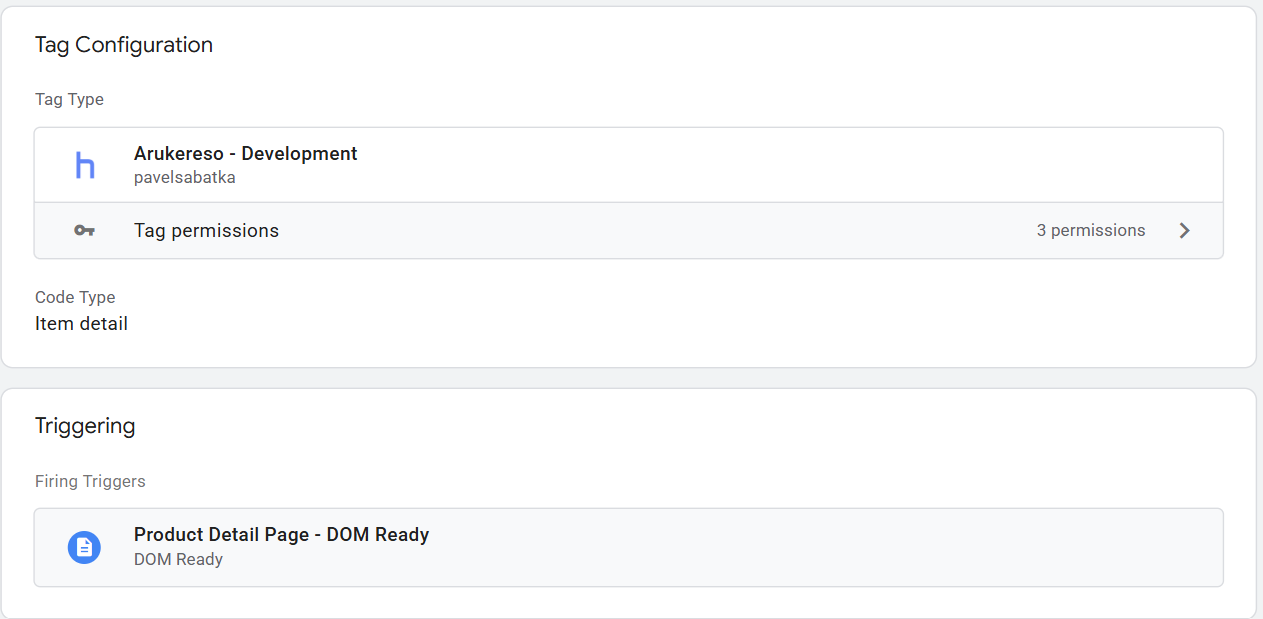 Tag Configuration
Tag Type
Arukereso - Development
pavelsabatka
Tag permissions
3 permissions
Code Type
Item detail
Triggering
Firing Triggers
Product Detail Page - DOM Ready
DOM Ready